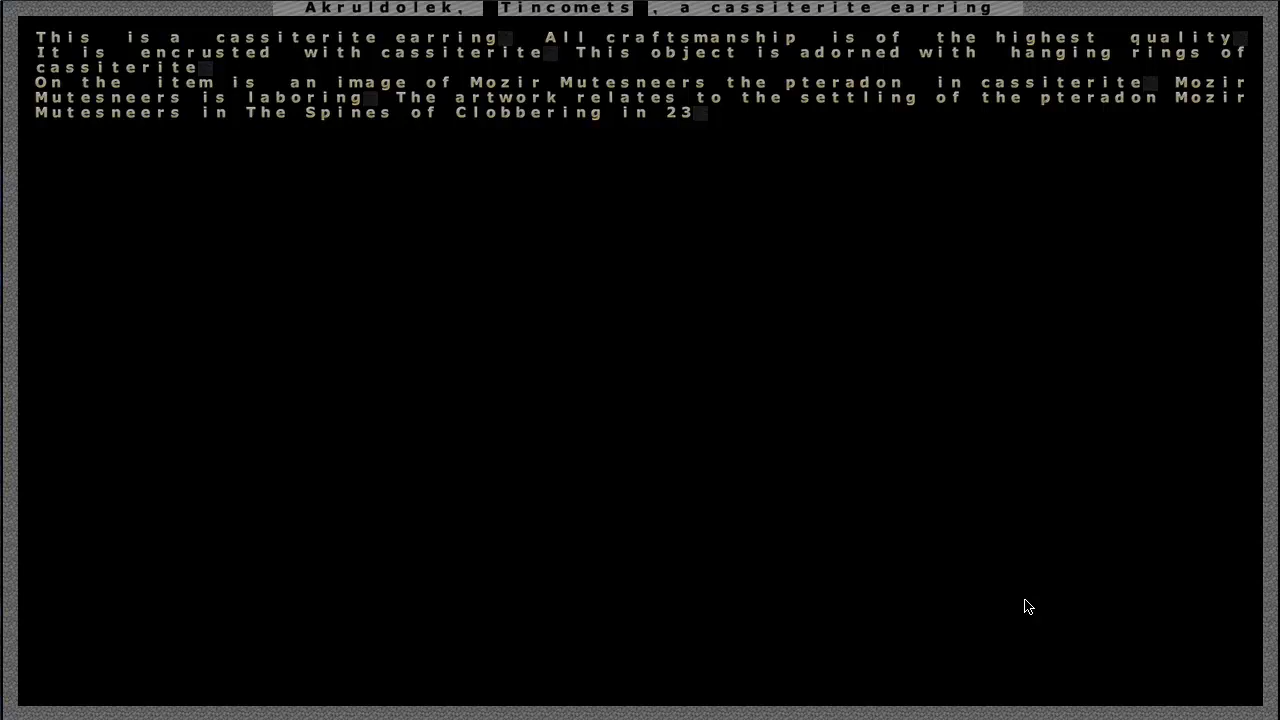 Akruldolek, Tincomets, a cassiterite earring
This is a cassiterite earring. All craftsmanship is of the highest quality.
It is encrusted with cassiterite. This object is adorned with hanging rings of
cassiterite.
On the item is an image of Mozir Mutesneers the pteradon in cassiterite. Mozir
Mutesneers is laboring. The artwork relates to the settling of the pteradon Mozir
Mutesneers in The Spines of Clobbering in 23.